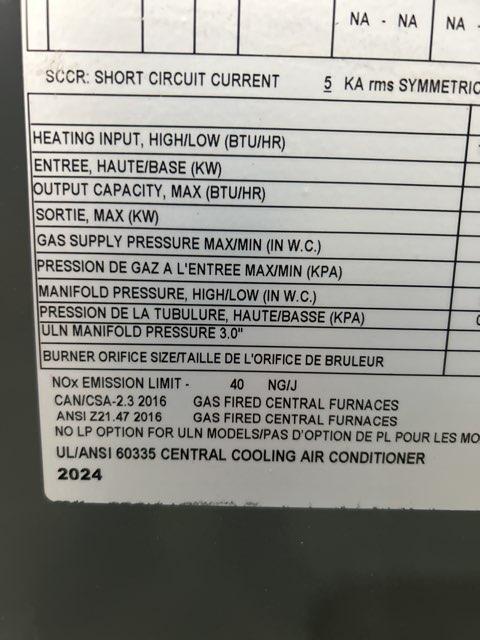 NA - NA NA -
SCCR: SHORT CIRCUIT CURRENT 5 KA rms SYMMETRIC
HEATING INPUT, HIGH/LOW (BTU/HR)
ENTREE, HAUTE/BASE (KW)
OUTPUT CAPACITY, MAX (BTU/HR)
SORTIE, MAX (KW)
GAS SUPPLY PRESSURE MAX/MIN (IN W.C.)
PRESSION DE GAZ A L'ENTREE MAX/MIN (KPA)
MANIFOLD PRESSURE, HIGH/LOW (IN W.C.)
PRESSION DE LA TUBULURE, HAUTE/BASSE (KPA)
ULN MANIFOLD PRESSURE 3.0"
BURNER ORIFICE SIZE/TAILLE DE L'ORIFICE DE BRULEUR
NOx EMISSION LIMIT - 40 NG/J
CAN/CSA-2.3 2016 GAS FIRED CENTRAL FURNACES
ANSI Z21.47 2016 GAS FIRED CENTRAL FURNACES
NO LP OPTION FOR ULN MODELS/PAS D'OPTION DE PL POUR LES MO
UL/ANSI 60335 CENTRAL COOLING AIR CONDITIONER
2024